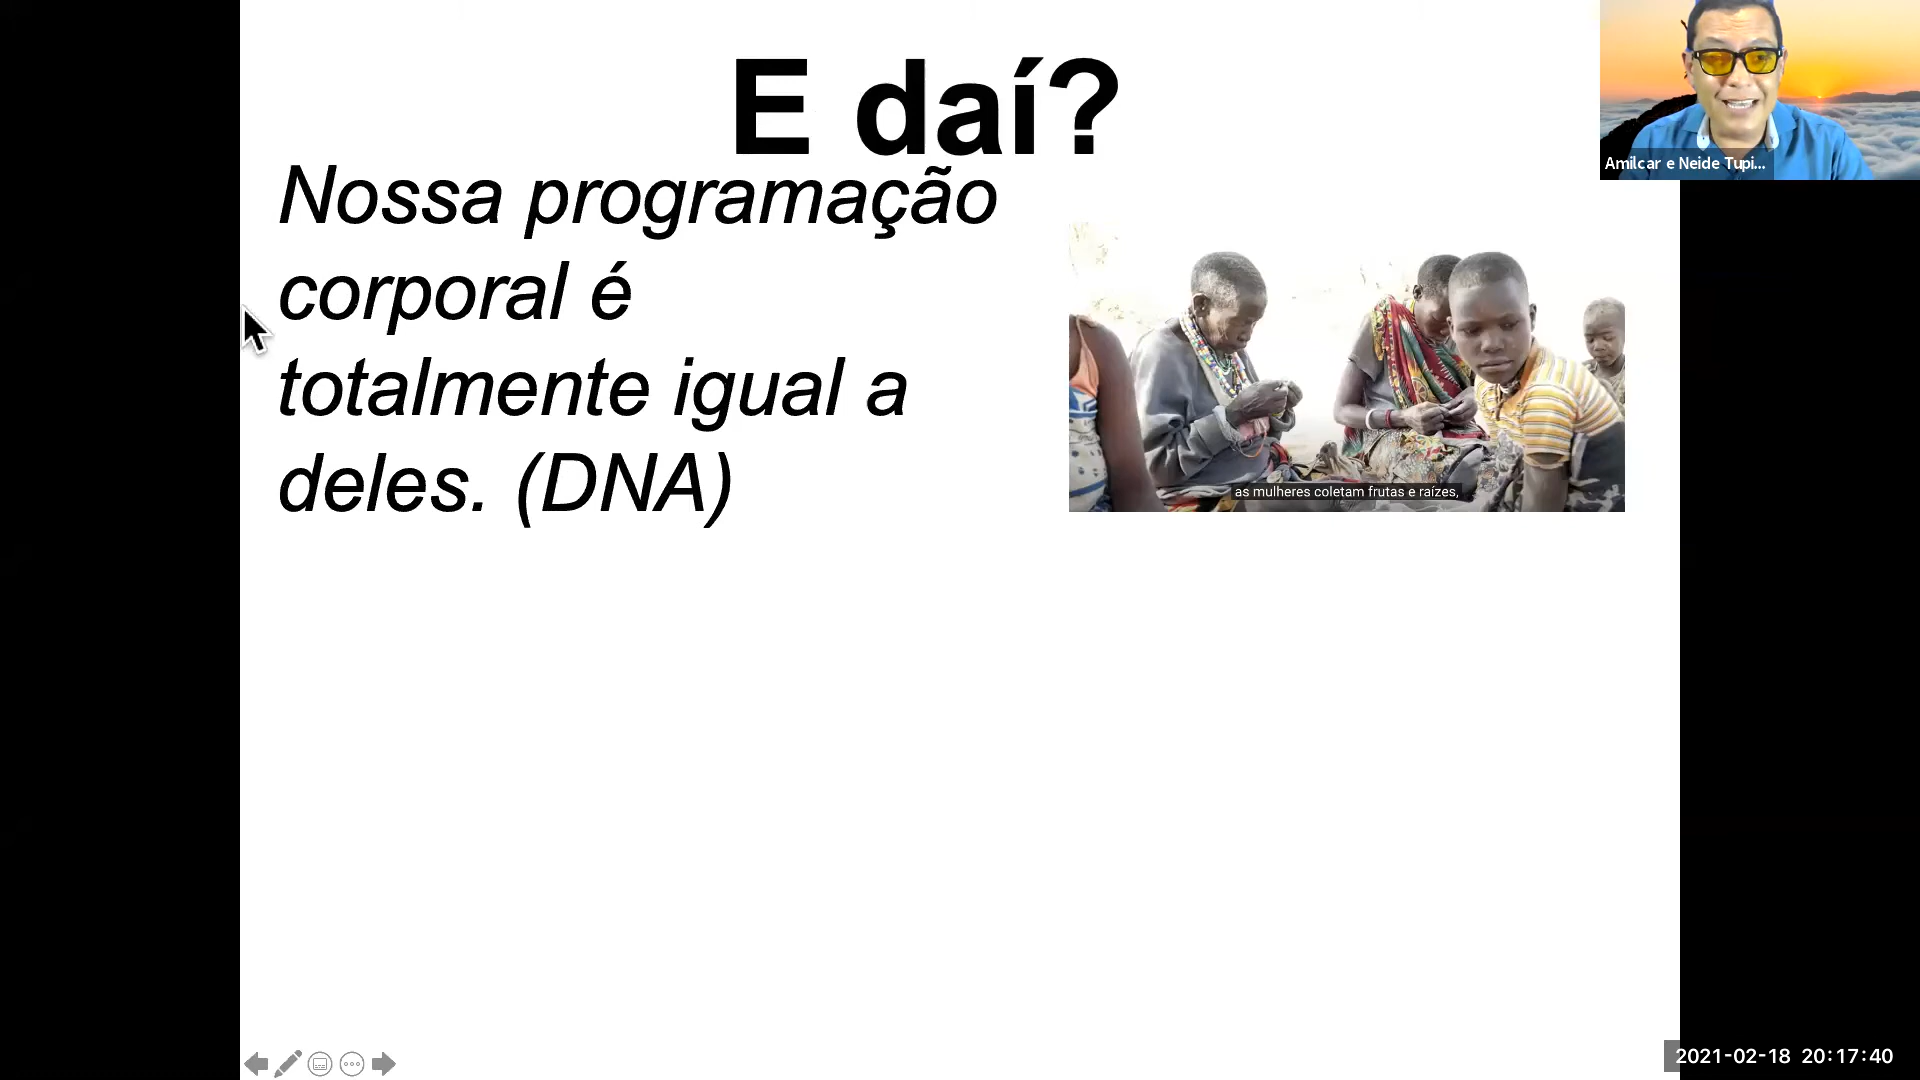 E daí?
Nossa programação
corporal é
totalmente igual a
deles. (DNA)
as mulheres coletam frutas e raízes,
Amilcar e Neide Tupi...
2021-02-18 20:17:40